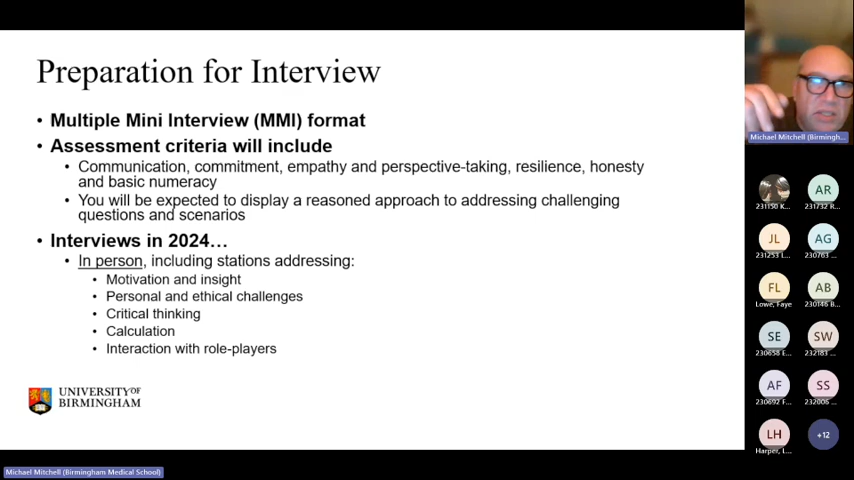 Preparation for Interview
• Multiple Mini Interview (MMI) format
• Assessment criteria will include
• Communication, commitment, empathy and perspective-taking, resilience, honesty
and basic numeracy
• You will be expected to display a reasoned approach to addressing challenging
questions and scenarios
• Interviews in 2024...
• In person, including stations addressing:
• Motivation and insight
• Personal and ethical challenges
• Critical thinking
• Calculation
• Interaction with role-players
UNIVERSITY OF
BIRMINGHAM
Michael Mitchell (Birmingh...
AR
231150 K...
231732 R...
JL
AG
231253 L...
230763 ...
FL
AB
Lowe, Faye
230146 B...
SE
SW
230658 E...
232183 ...
AF
SS
230692 F...
232006 ...
LH
+12
Harper, L...
Michael Mitchell (Birmingham Medical School)